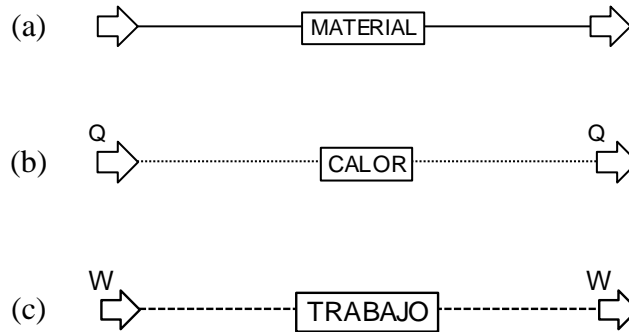 (a) MATERIAL
Q Q
(b) CALOR
W W
(c) TRABAJO